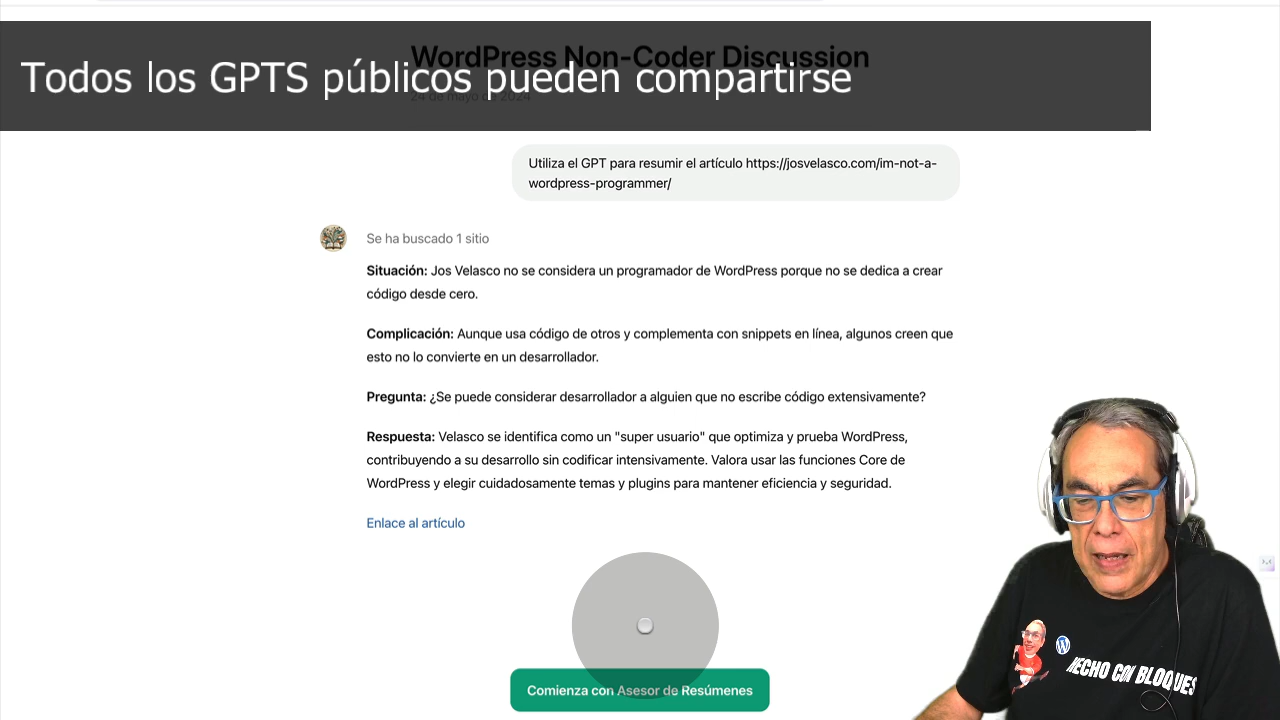 WordPress Non-Coder Discussion
Todos los GPTS públicos pueden compartirse
24 de mayo de 2024
Utiliza el GPT para resumir el artículo https://josvelasco.com/im-not-a-
wordpress-programmer/
Se ha buscado 1 sitio
Situación: Jos Velasco no se considera un programador de WordPress porque no se dedica a crear
código desde cero.
Complicación: Aunque usa código de otros y complementa con snippets en línea, algunos creen que
esto no lo convierte en un desarrollador.
Pregunta: ¿Se puede considerar desarrollador a alguien que no escribe código extensivamente?
Respuesta: Velasco se identifica como un "super usuario" que optimiza y prueba WordPress,
contribuyendo a su desarrollo sin codificar intensivamente. Valora usar las funciones Core de
WordPress y elegir cuidadosamente temas y plugins para mantener eficiencia y seguridad.
Enlace al artículo
HECHO CON BLOQUES
Comienza con Asesor de Resúmenes